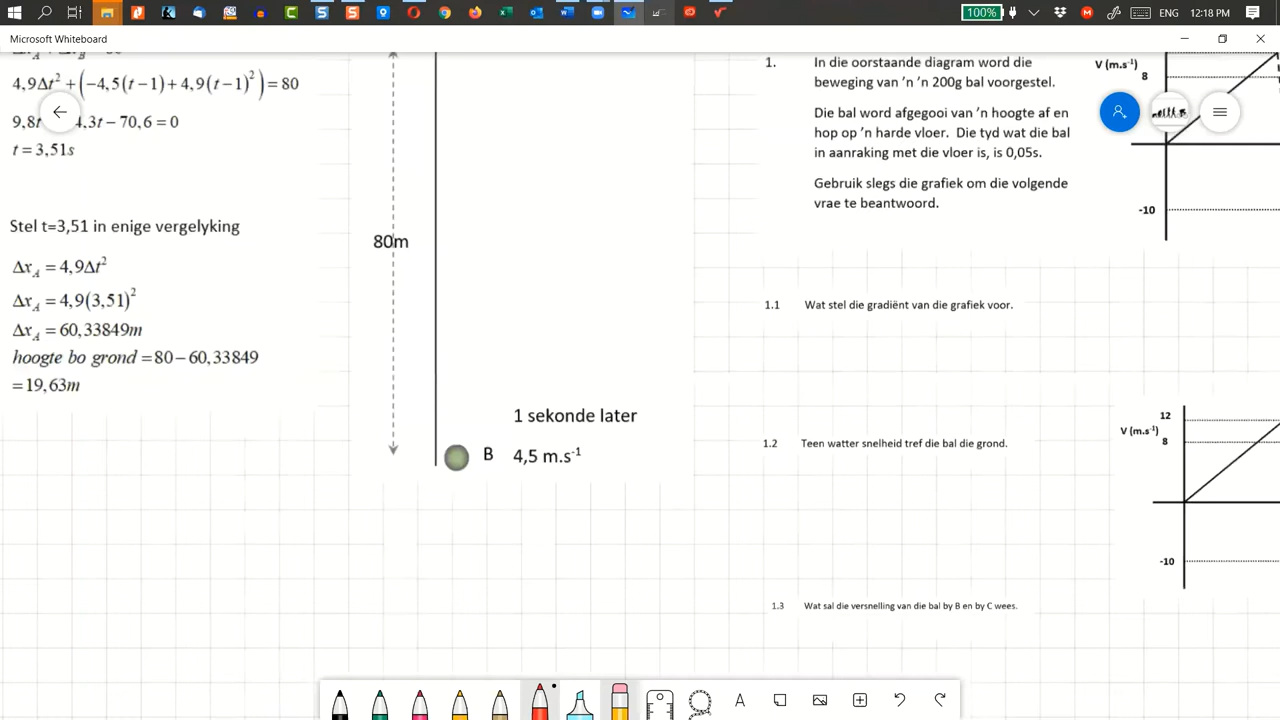 100%
ENG
12:18 PM
Microsoft Whiteboard
4,9Δt² + (−4,5(t−1)+4,9(t−1)²) = 80
9,8t 4,3t − 70,6 = 0
t = 3,51s
Stel t=3,51 in enige vergelyking
Δx_A = 4,9Δt²
Δx_A = 4,9(3,51)²
Δx_A = 60,33849m
hoogte bo grond = 80 − 60,33849
= 19,63m
80m
1 sekonde later
B 4,5 m.s⁻¹
1. In die oorstaande diagram word die
beweging van 'n 'n 200g bal voorgestel.
Die bal word afgegooi van 'n hoogte af en
hop op 'n harde vloer. Die tyd wat die bal
in aanraking met die vloer is, is 0,05s.
Gebruik slegs die grafiek om die volgende
vrae te beantwoord.
V (m.s⁻¹)
8
-10
1.1 Wat stel die gradiënt van die grafiek voor.
1.2 Teen watter snelheid tref die bal die grond.
12
V (m.s⁻¹)
8
-10
1.3 Wat sal die versnelling van die bal by B en by C wees.
A